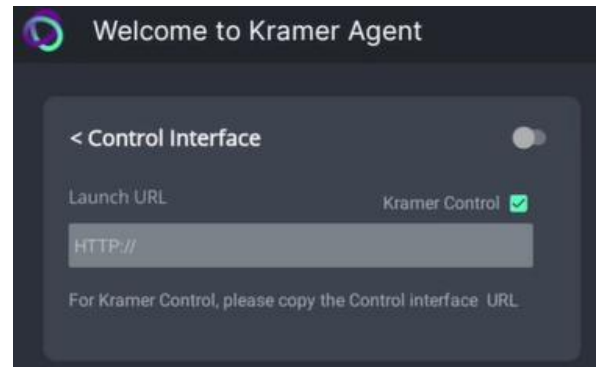 Welcome to Kramer Agent
< Control Interface
Launch URL
Kramer Control
HTTP://
For Kramer Control, please copy the Control interface URL